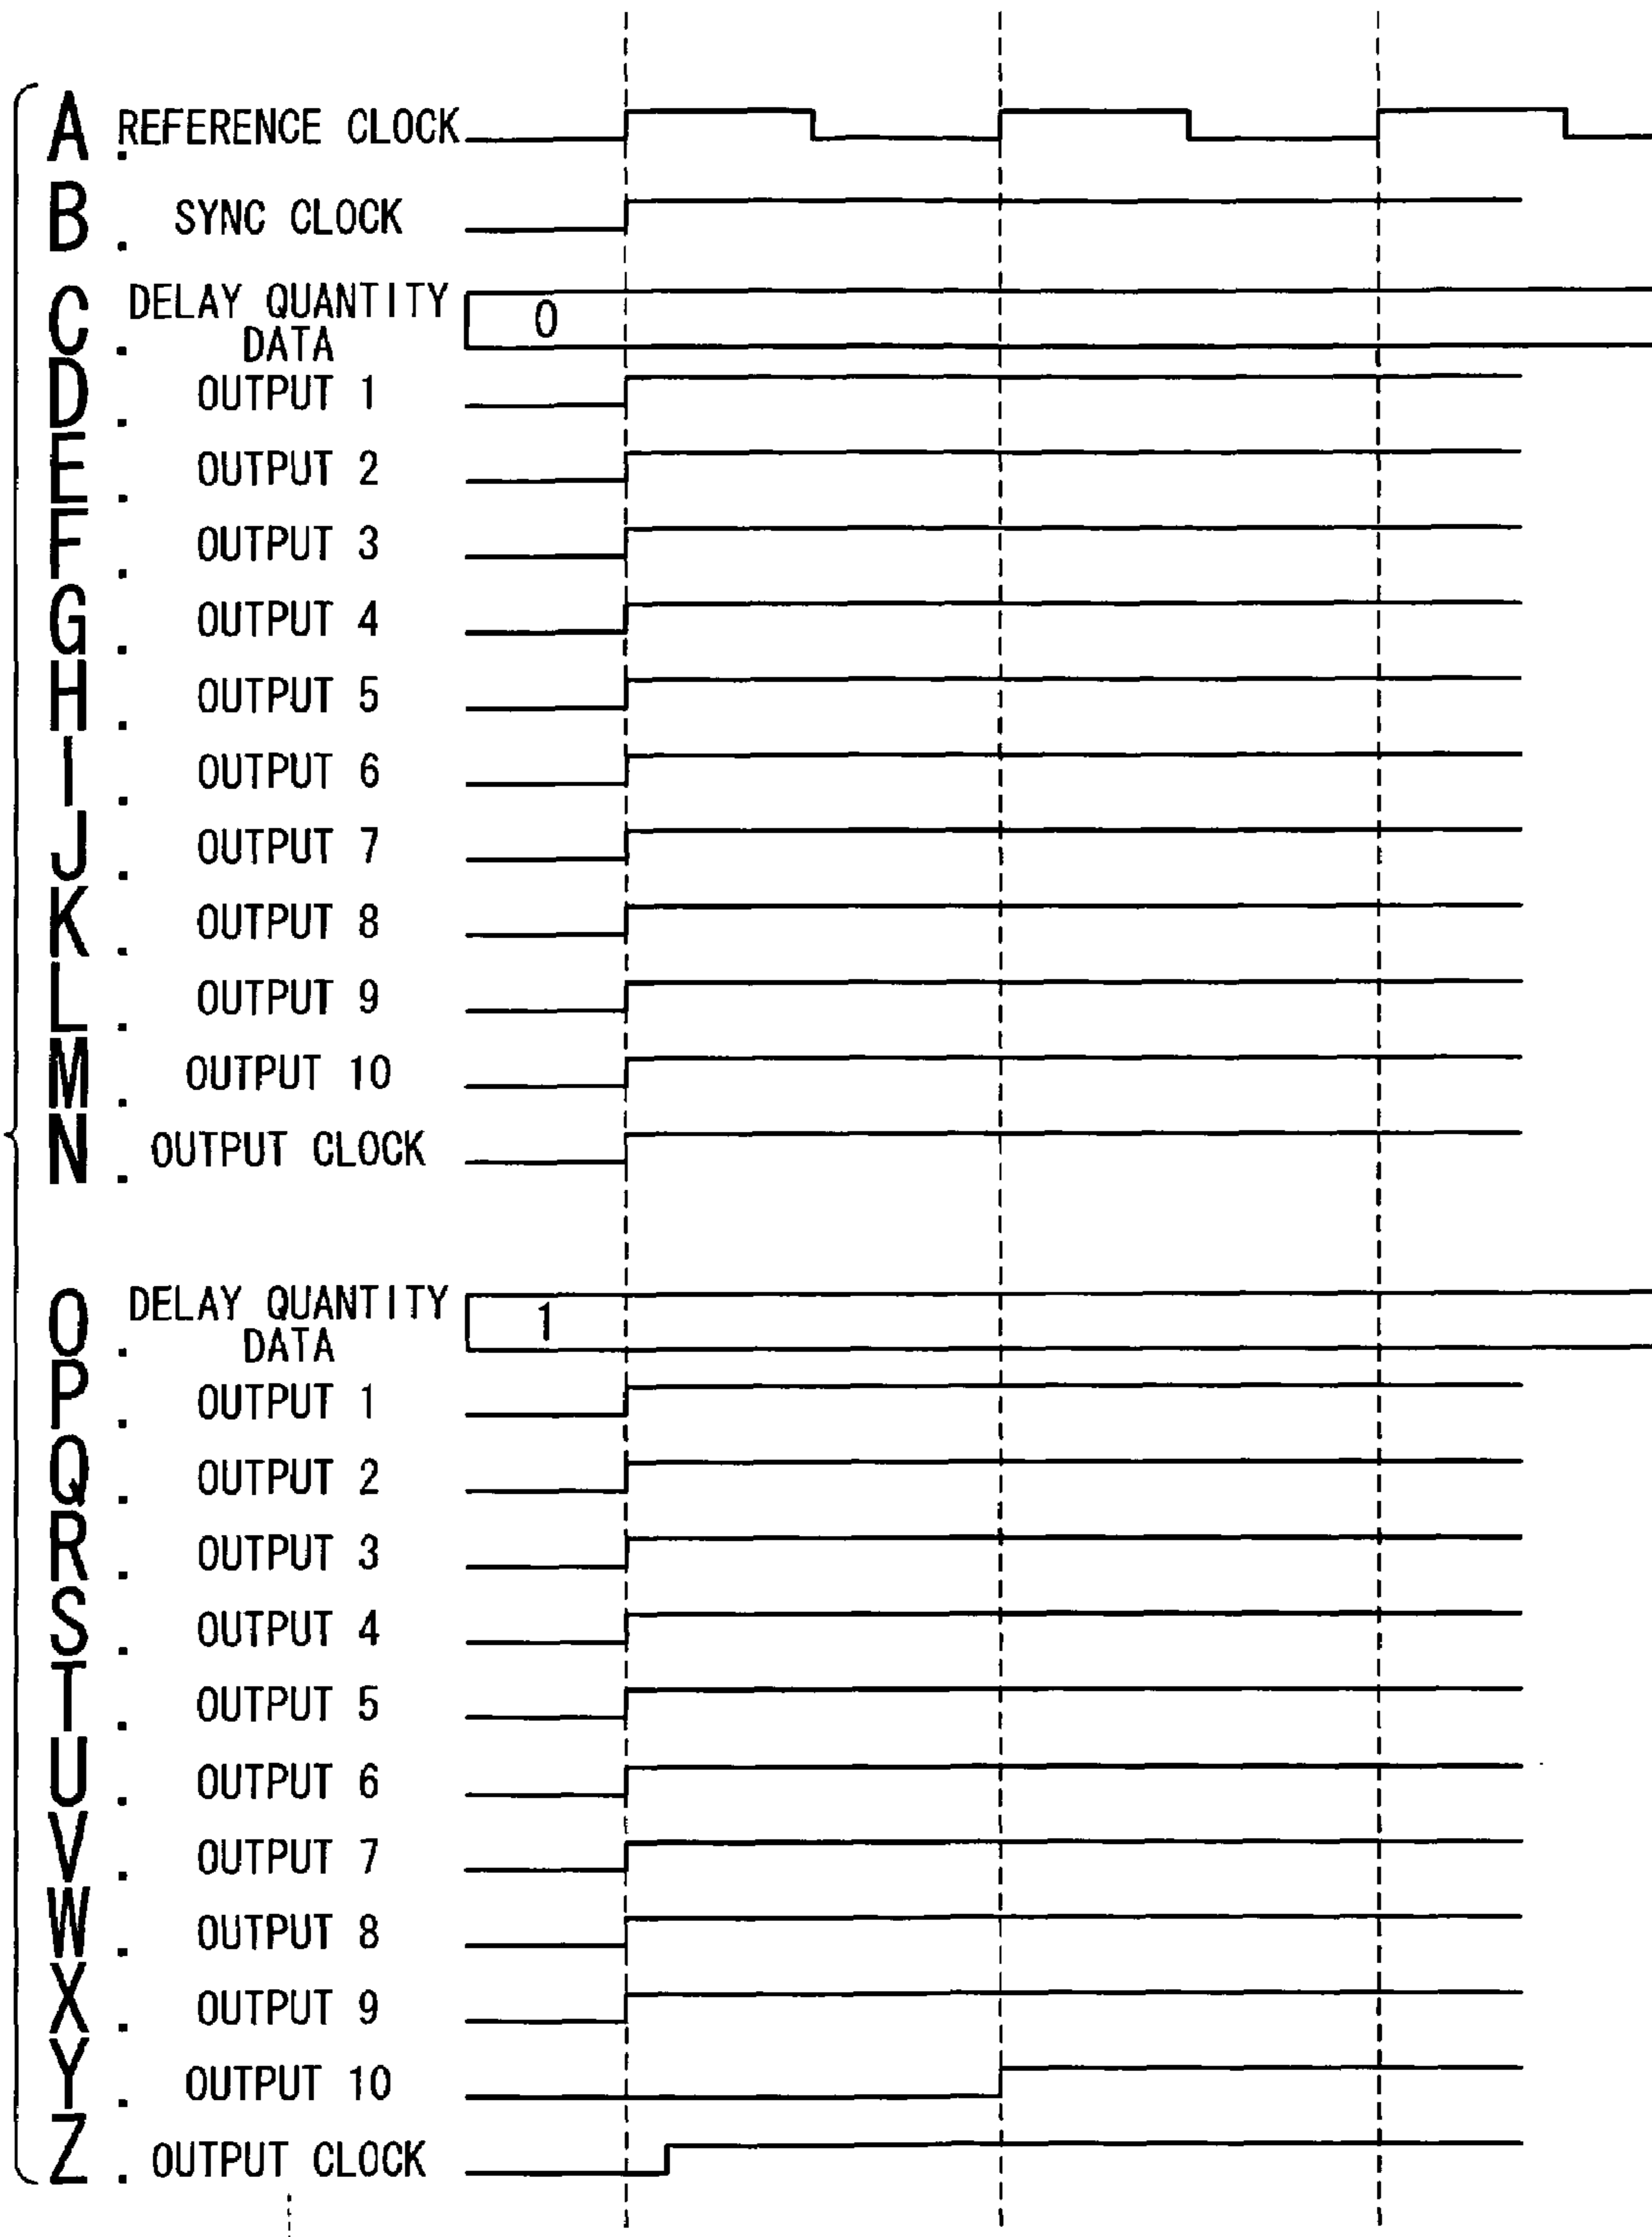 A. REFERENCE CLOCK
B. SYNC CLOCK
C. DELAY QUANTITY
DATA
0
D. OUTPUT 1
E. OUTPUT 2
F. OUTPUT 3
G. OUTPUT 4
H. OUTPUT 5
I. OUTPUT 6
J. OUTPUT 7
K. OUTPUT 8
L. OUTPUT 9
M. OUTPUT 10
N. OUTPUT CLOCK
O. DELAY QUANTITY
DATA
1
P. OUTPUT 1
Q. OUTPUT 2
R. OUTPUT 3
S. OUTPUT 4
T. OUTPUT 5
U. OUTPUT 6
V. OUTPUT 7
W. OUTPUT 8
X. OUTPUT 9
Y. OUTPUT 10
Z. OUTPUT CLOCK